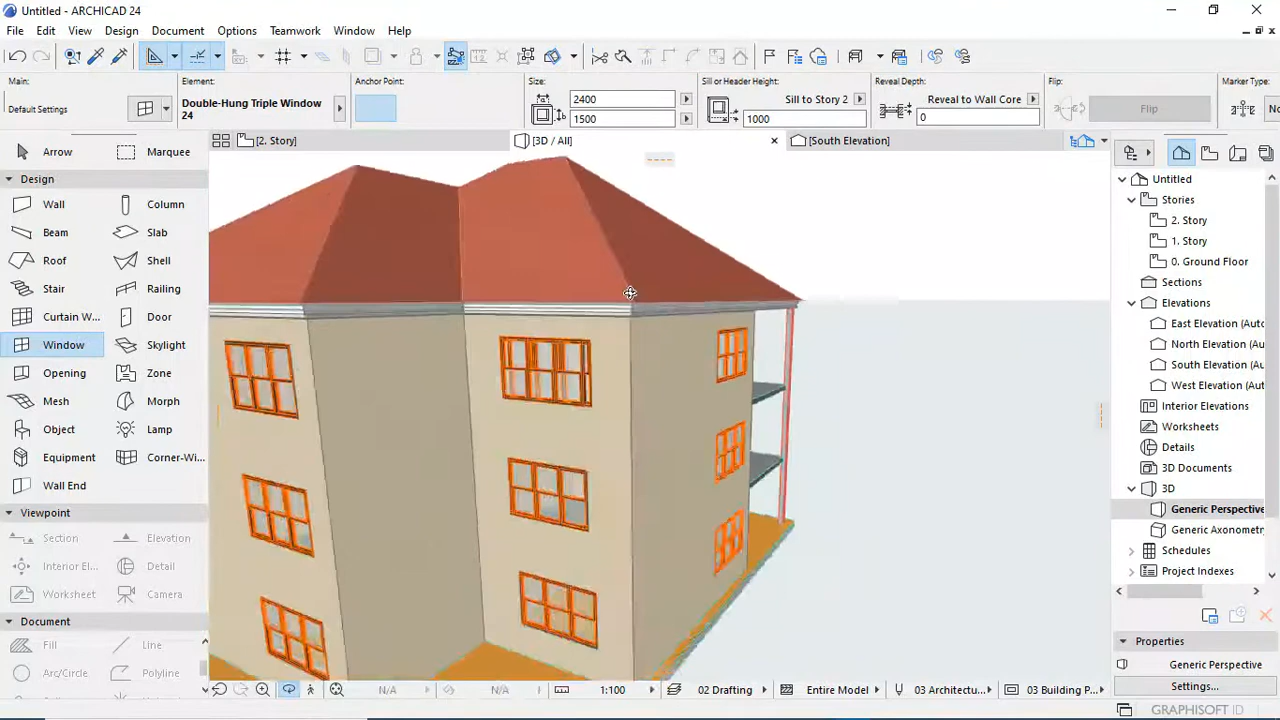 Untitled - ARCHICAD 24
File Edit View Design Document Options Teamwork Window Help
Main: Element: Anchor Point: Size: Sill or Header Height: Reveal Depth: Flip: Marker Type:
Default Settings
Double-Hung Triple Window 24
2400
1500
Sill to Story 2
1000
Reveal to Wall Core
0
Flip
No
[2. Story]
[3D / All]
[South Elevation]
Arrow Marquee
Design
Wall Column
Beam Slab
Roof Shell
Stair Railing
Curtain W... Door
Window Skylight
Opening Zone
Mesh Morph
Object Lamp
Equipment Corner-Wi...
Wall End
Viewpoint
Section Elevation
Interior El... Detail
Worksheet Camera
Document
Fill Line
Arc/Circle Polyline
Untitled
Stories
2. Story
1. Story
0. Ground Floor
Sections
Elevations
East Elevation (Auto
North Elevation (Au
South Elevation (Au
West Elevation (Aut
Interior Elevations
Worksheets
Details
3D Documents
3D
Generic Perspective
Generic Axonometr
Schedules
Project Indexes
Properties
Generic Perspective
Settings...
N/A N/A 1:100 02 Drafting Entire Model 03 Architectu... 03 Building P...
GRAPHISOFT ID